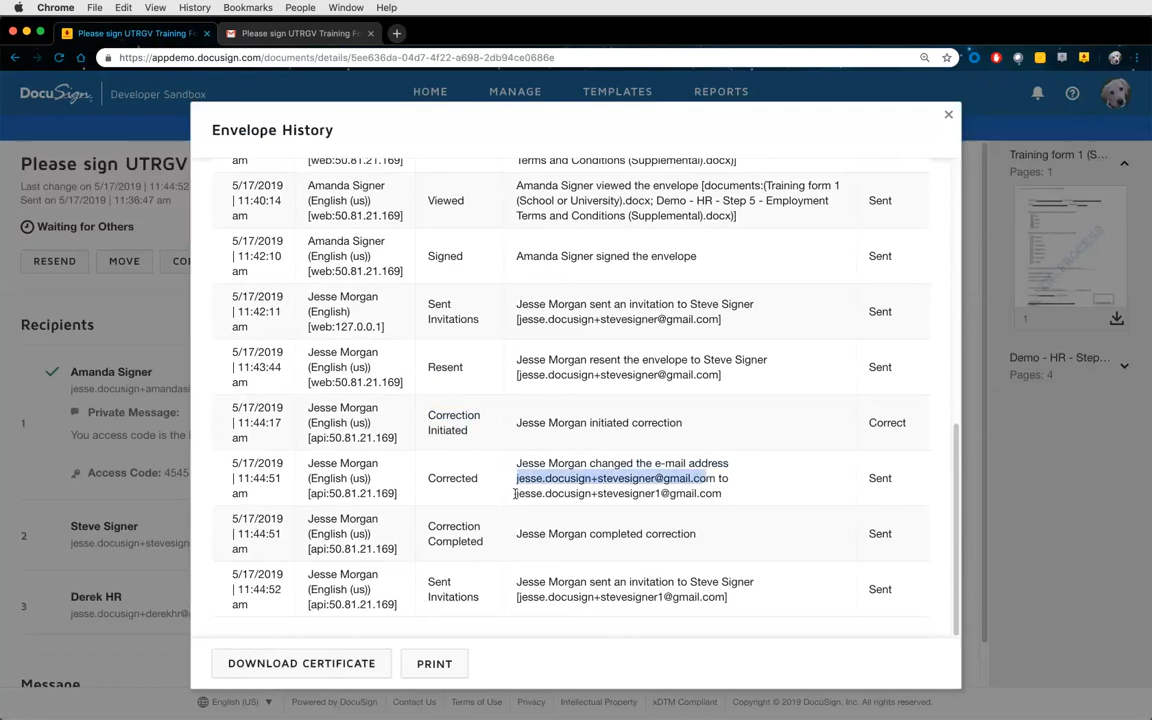 Chrome File Edit View History Bookmarks People Window Help
Please sign UTRGV Training Fo
Please sign UTRGV Training Fo
https://appdemo.docusign.com/documents/details/5ee636da-04d7-4f22-a698-2db94ce0686e
DocuSign Developer Sandbox
HOME MANAGE TEMPLATES REPORTS
Please sign UTRGV
Last change on 5/17/2019 | 11:44:52
Sent on 5/17/2019 | 11:36:47 am
Waiting for Others
RESEND MOVE
Recipients
1
Amanda Signer
jesse.docusign+amandasi
Private Message:
You access code is the l
Access Code: 4545
2
Steve Signer
jesse.docusign+stevesign
3
Derek HR
jesse.docusign+derekhr@g
Message
Envelope History
am [web:50.81.21.169] Terms and Conditions (Supplemental).docx)]
5/17/2019 Amanda Signer Amanda Signer viewed the envelope [documents:(Training form 1
| 11:40:14 (English (us)) Viewed (School or University).docx; Demo - HR - Step 5 - Employment Sent
am [web:50.81.21.169] Terms and Conditions (Supplemental).docx)]
5/17/2019 Amanda Signer
| 11:42:10 (English (us)) Signed Amanda Signer signed the envelope Sent
am [web:50.81.21.169]
5/17/2019 Jesse Morgan Sent Jesse Morgan sent an invitation to Steve Signer
| 11:42:11 (English) Invitations [jesse.docusign+stevesigner@gmail.com] Sent
am [web:127.0.0.1]
5/17/2019 Jesse Morgan Jesse Morgan resent the envelope to Steve Signer
| 11:43:44 (English (us)) Resent [jesse.docusign+stevesigner@gmail.com] Sent
am [web:50.81.21.169]
5/17/2019 Jesse Morgan Correction
| 11:44:17 (English (us)) Initiated Jesse Morgan initiated correction Correct
am [api:50.81.21.169]
5/17/2019 Jesse Morgan Jesse Morgan changed the e-mail address
| 11:44:51 (English (us)) Corrected jesse.docusign+stevesigner@gmail.com to Sent
am [api:50.81.21.169] jesse.docusign+stevesigner1@gmail.com
5/17/2019 Jesse Morgan Correction
| 11:44:51 (English (us)) Completed Jesse Morgan completed correction Sent
am [api:50.81.21.169]
5/17/2019 Jesse Morgan Sent Jesse Morgan sent an invitation to Steve Signer
| 11:44:52 (English (us)) Invitations [jesse.docusign+stevesigner1@gmail.com] Sent
am [api:50.81.21.169]
DOWNLOAD CERTIFICATE PRINT
Training form 1 (S...
Pages: 1
1
Demo - HR - Step...
Pages: 4
English (US) Powered by DocuSign Contact Us Terms of Use Privacy Intellectual Property xDTM Compliant Copyright © 2019 DocuSign, Inc. All rights reserved.